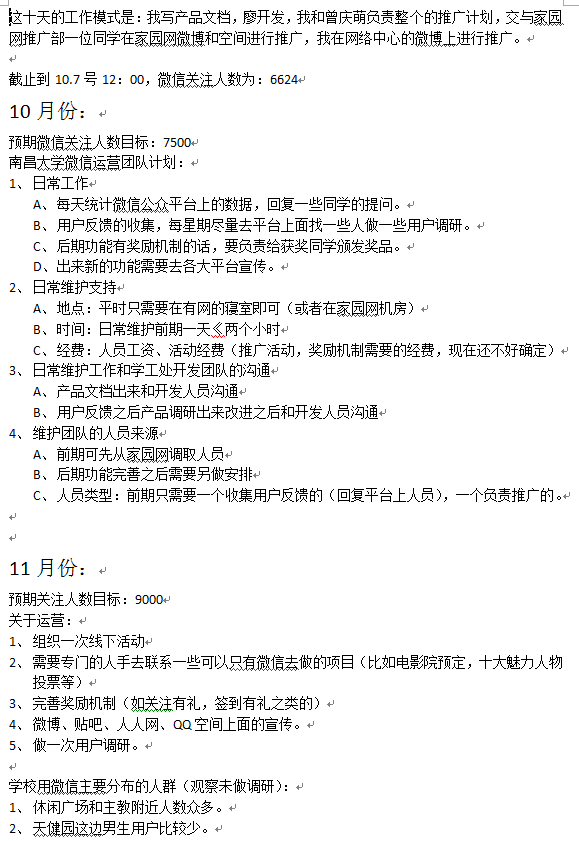 这十天的工作模式是：我写产品文档，廖开发，我和曾庆萌负责整个的推广计划，交与家园
网推广部一位同学在家园网微博和空间进行推广，我在网络中心的微博上进行推广。
截止到 10.7 号 12：00，微信关注人数为：6624
10 月份：
预期微信关注人数目标：7500
南昌大学微信运营团队计划：
1、日常工作
A、每天统计微信公众平台上的数据，回复一些同学的提问。
B、用户反馈的收集，每星期尽量去平台上面找一些人做一些用户调研。
C、后期功能有奖励机制的话，要负责给获奖同学颁发奖品。
D、出来新的功能需要去各大平台宣传。
2、日常维护支持
A、地点：平时只需要在有网的寝室即可（或者在家园网机房）
B、时间：日常维护前期一天《两个小时
C、经费：人员工资、活动经费（推广活动，奖励机制需要的经费，现在还不好确定）
3、日常维护工作和学工处开发团队的沟通
A、产品文档出来和开发人员沟通
B、用户反馈之后产品调研出来改进之后和开发人员沟通
4、维护团队的人员来源
A、前期可先从家园网调取人员
B、后期功能完善之后需要另做安排
C、人员类型：前期只需要一个收集用户反馈的（回复平台上人员），一个负责推广的。
11 月份：
预期关注人数目标：9000
关于运营：
1、组织一次线下活动
2、需要专门的人手去联系一些可以只有微信去做的项目（比如电影院预定，十大魅力人物
投票等）
3、完善奖励机制（如关注有礼，签到有礼之类的）
4、微博、贴吧、人人网、QQ 空间上面的宣传。
5、做一次用户调研。
学校用微信主要分布的人群（观察未做调研）：
1、休闲广场和主教附近人数众多。
2、天健园这边男生用户比较少。